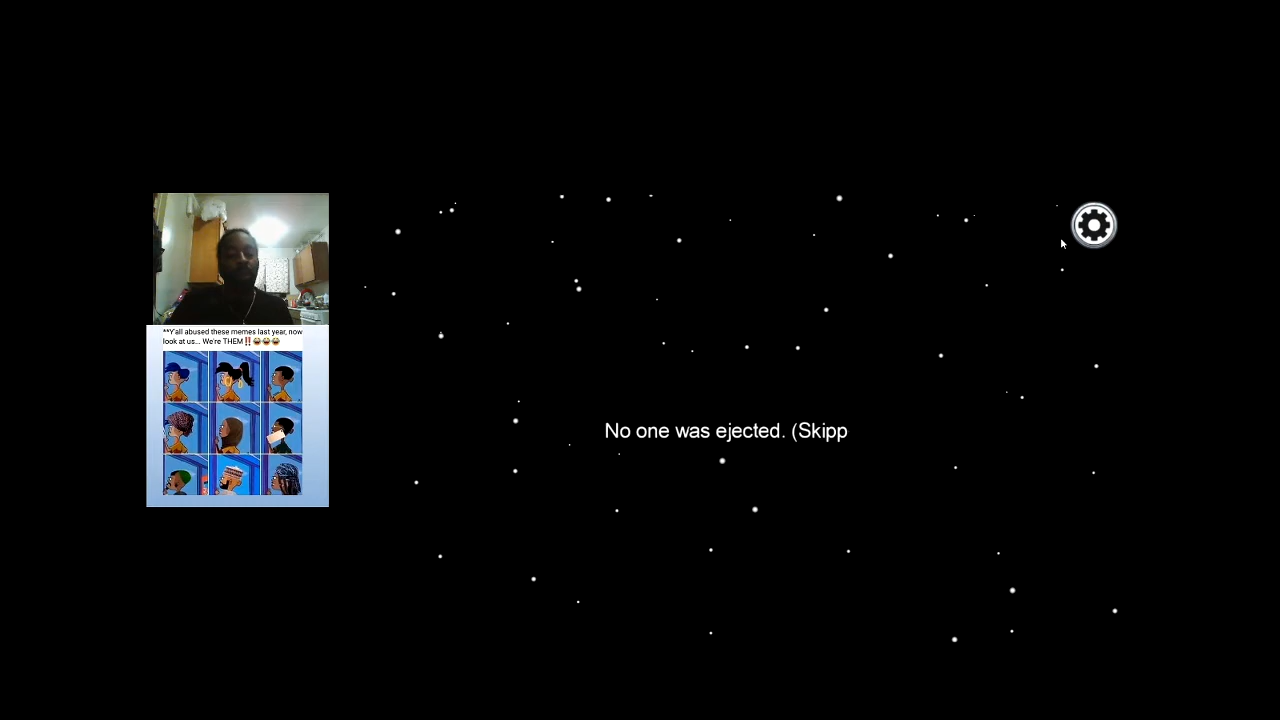 **Y'all abused these memes last year, now
look at us... We're THEM‼️😂😂😂
No one was ejected. (Skipp